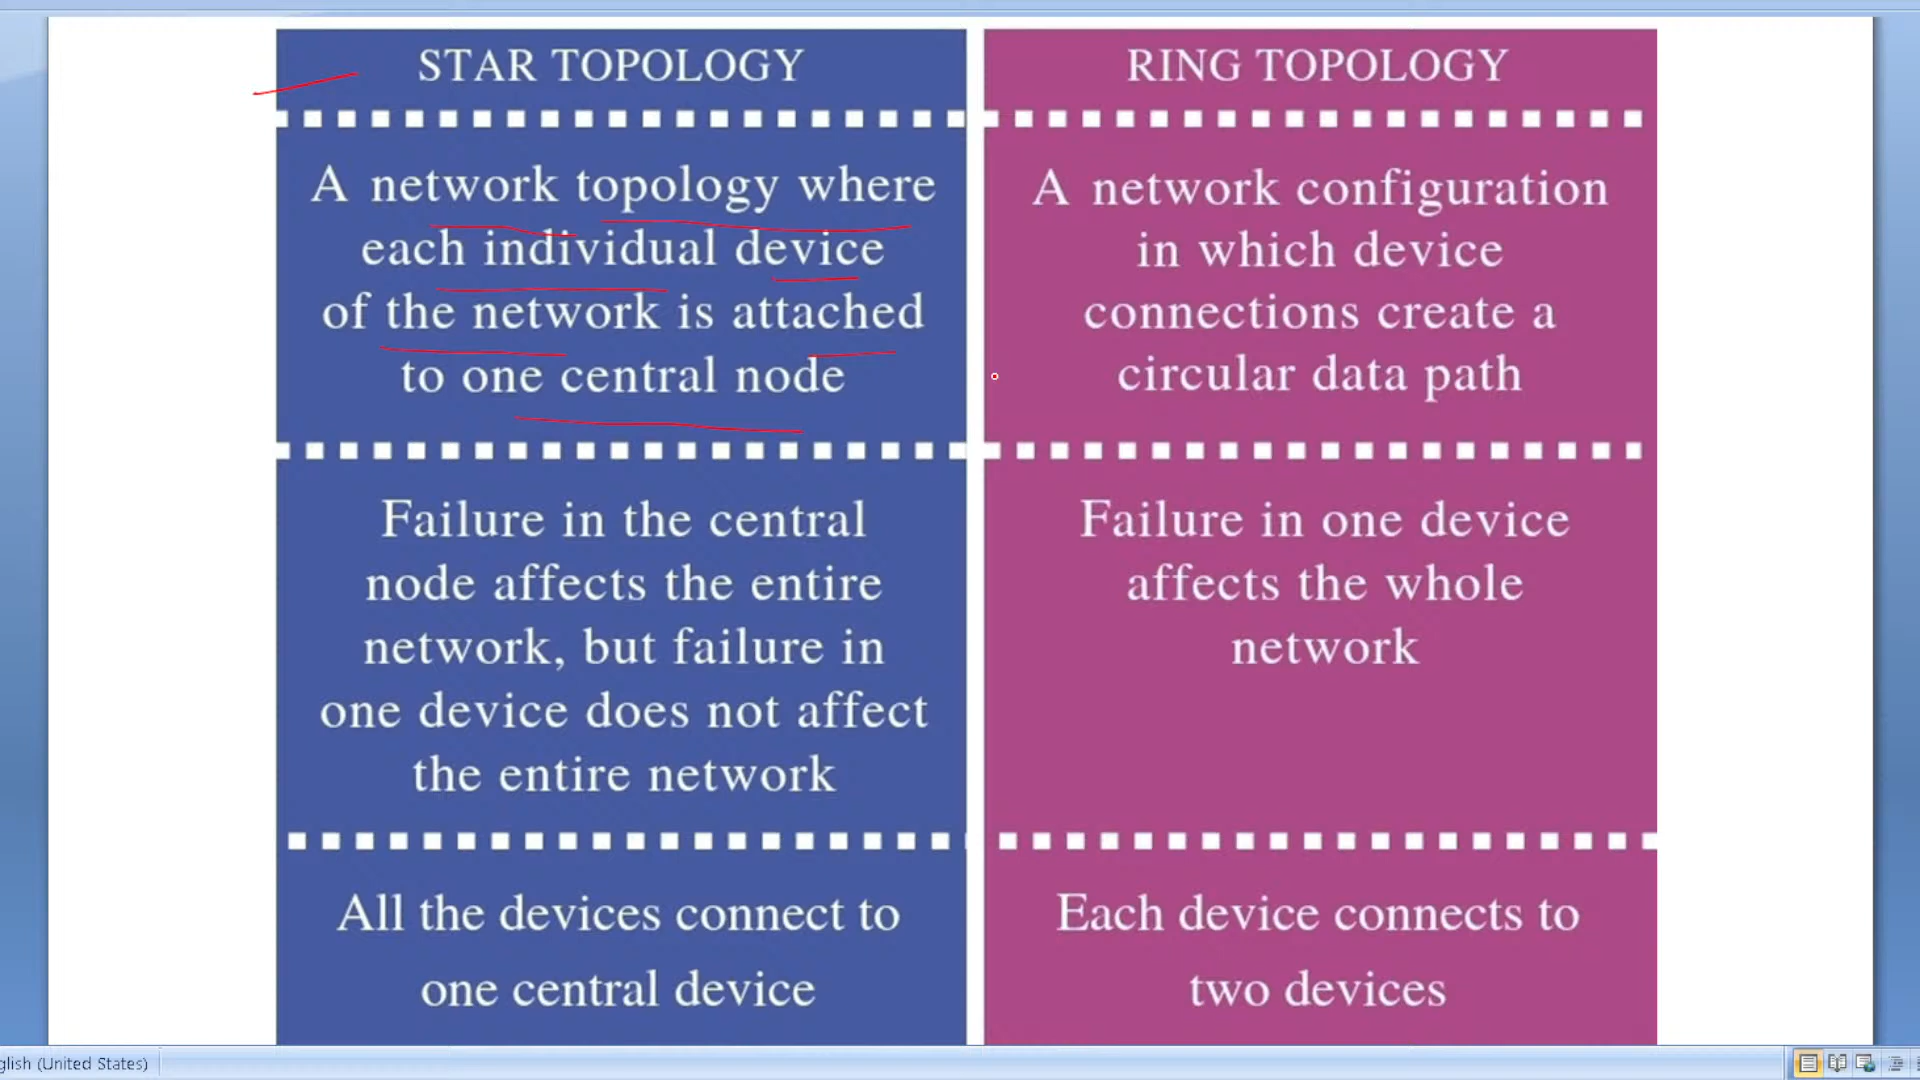 STAR TOPOLOGY
A network topology where
each individual device
of the network is attached
to one central node
Failure in the central
node affects the entire
network, but failure in
one device does not affect
the entire network
All the devices connect to
one central device
RING TOPOLOGY
A network configuration
in which device
connections create a
circular data path
Failure in one device
affects the whole
network
Each device connects to
two devices
glish (United States)